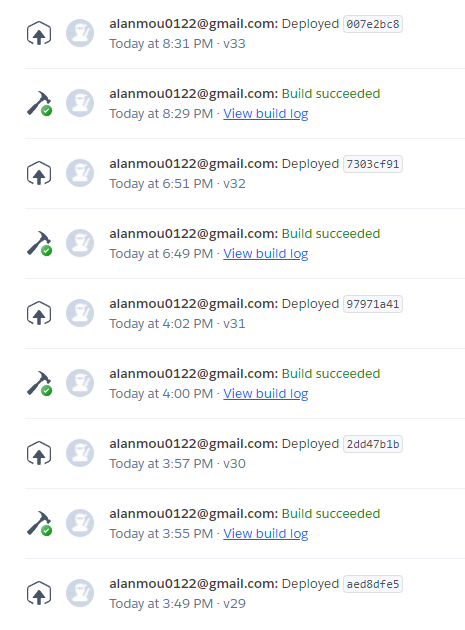 alanmou0122@gmail.com: Deployed 007e2bc8
Today at 8:31 PM · v33
alanmou0122@gmail.com: Build succeeded
Today at 8:29 PM · View build log
alanmou0122@gmail.com: Deployed 7303cf91
Today at 6:51 PM · v32
alanmou0122@gmail.com: Build succeeded
Today at 6:49 PM · View build log
alanmou0122@gmail.com: Deployed 97971a41
Today at 4:02 PM · v31
alanmou0122@gmail.com: Build succeeded
Today at 4:00 PM · View build log
alanmou0122@gmail.com: Deployed 2dd47b1b
Today at 3:57 PM · v30
alanmou0122@gmail.com: Build succeeded
Today at 3:55 PM · View build log
alanmou0122@gmail.com: Deployed aed8dfe5
Today at 3:49 PM · v29